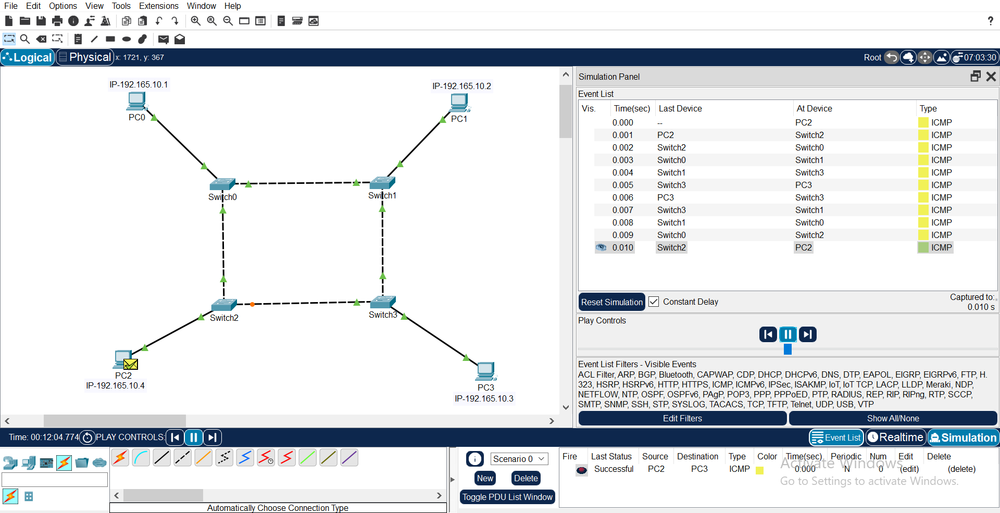 File Edit Options View Tools Extensions Window Help
?
Logical Physical x: 1721, y: 367 Root 07:03:30
IP-192.165.10.1
PC0
IP-192.165.10.2
PC1
Switch0
Switch1
Switch2
Switch3
PC2
IP-192.165.10.4
PC3
IP-192.165.10.3
Simulation Panel
Event List
Vis. Time(sec) Last Device At Device Type
0.000 -- PC2 ICMP
0.001 PC2 Switch2 ICMP
0.002 Switch2 Switch0 ICMP
0.003 Switch0 Switch1 ICMP
0.004 Switch1 Switch3 ICMP
0.005 Switch3 PC3 ICMP
0.006 PC3 Switch3 ICMP
0.007 Switch3 Switch1 ICMP
0.008 Switch1 Switch0 ICMP
0.009 Switch0 Switch2 ICMP
0.010 Switch2 PC2 ICMP
Reset Simulation Constant Delay Captured to:
0.010 s
Play Controls
Event List Filters - Visible Events
ACL Filter, ARP, BGP, Bluetooth, CAPWAP, CDP, DHCP, DHCPv6, DNS, DTP, EAPOL, EIGRP, EIGRPv6, FTP, H.
323, HSRP, HSRPv6, HTTP, HTTPS, ICMP, ICMPv6, IPSec, ISAKMP, IoT, IoT TCP, LACP, LLDP, Meraki, NDP,
NETFLOW, NTP, OSPF, OSPFv6, PAgP, POP3, PPP, PPPoED, PTP, RADIUS, REP, RIP, RIPng, RTP, SCCP,
SMTP, SNMP, SSH, STP, SYSLOG, TACACS, TCP, TFTP, Telnet, UDP, USB, VTP
Edit Filters Show All/None
Time: 00:12:04.774 PLAY CONTROLS: Event List Realtime Simulation
Automatically Choose Connection Type
Scenario 0
New Delete
Toggle PDU List Window
Fire Last Status Source Destination Type Color Time(sec) Periodic Num Edit Delete
Successful PC2 PC3 ICMP 0.000 N 0 (edit) (delete)
Activate Windows
Go to Settings to activate Windows.